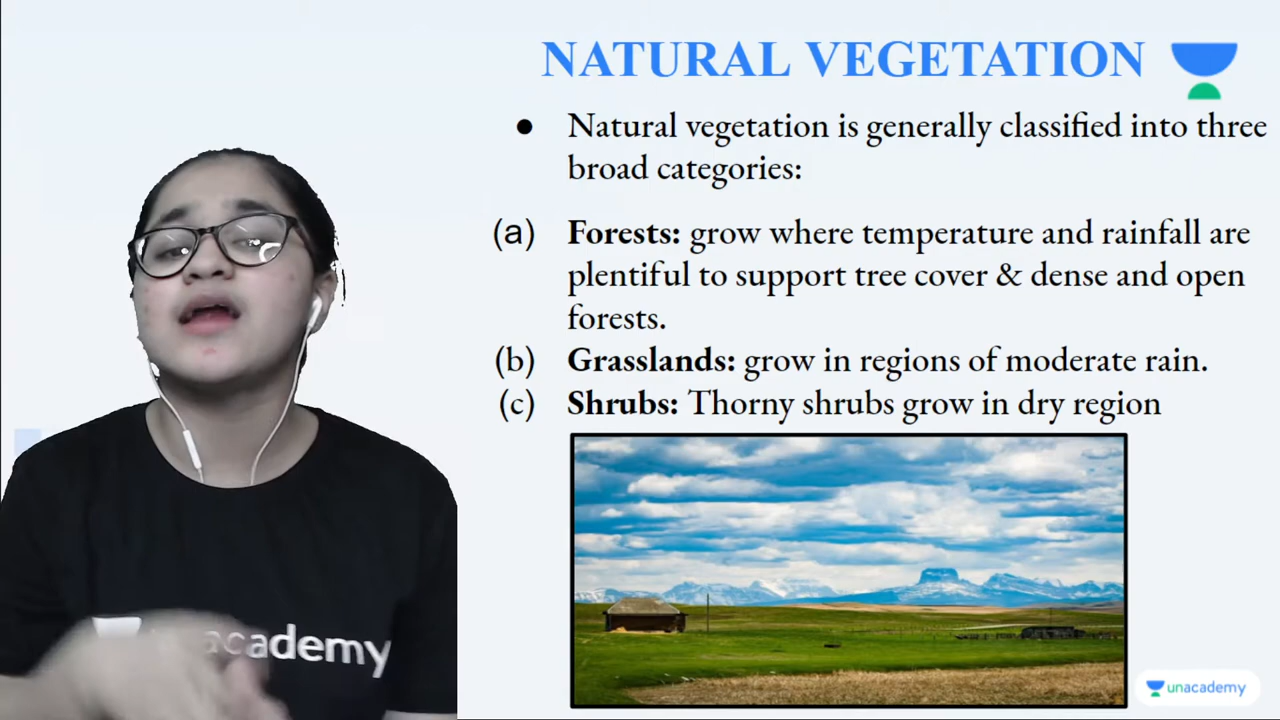 NATURAL VEGETATION
● Natural vegetation is generally classified into three
broad categories:
(a) Forests: grow where temperature and rainfall are
plentiful to support tree cover & dense and open
forests.
(b) Grasslands: grow in regions of moderate rain.
(c) Shrubs: Thorny shrubs grow in dry region
academy
unacademy